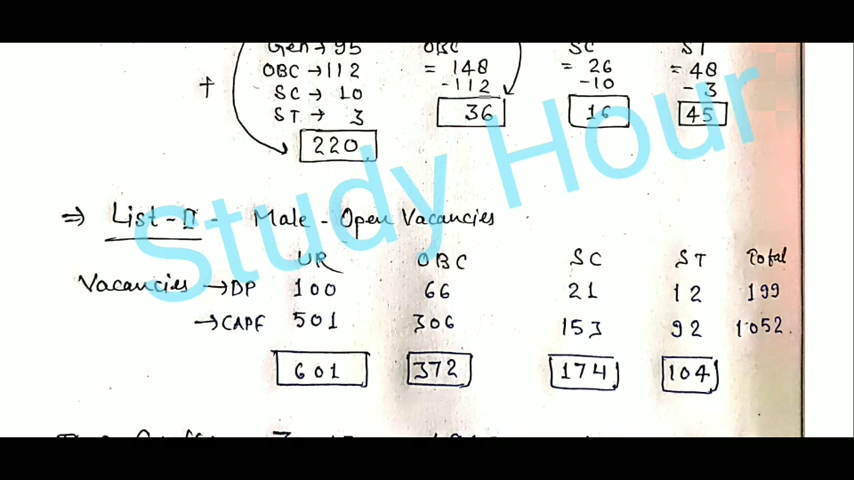 Gen → 95 OBC SC ST
OBC → 112 = 148 = 26 = 48
SC → 10 -112 -10 - 3
ST → 3 36 16 45
220
⇒ List - II - Male - Open Vacancies
UR OBC SC ST Total
Vacancies → DP 100 66 21 12 199
→ CAPF 501 306 153 92 1052.
601 372 174 104
Study Hour